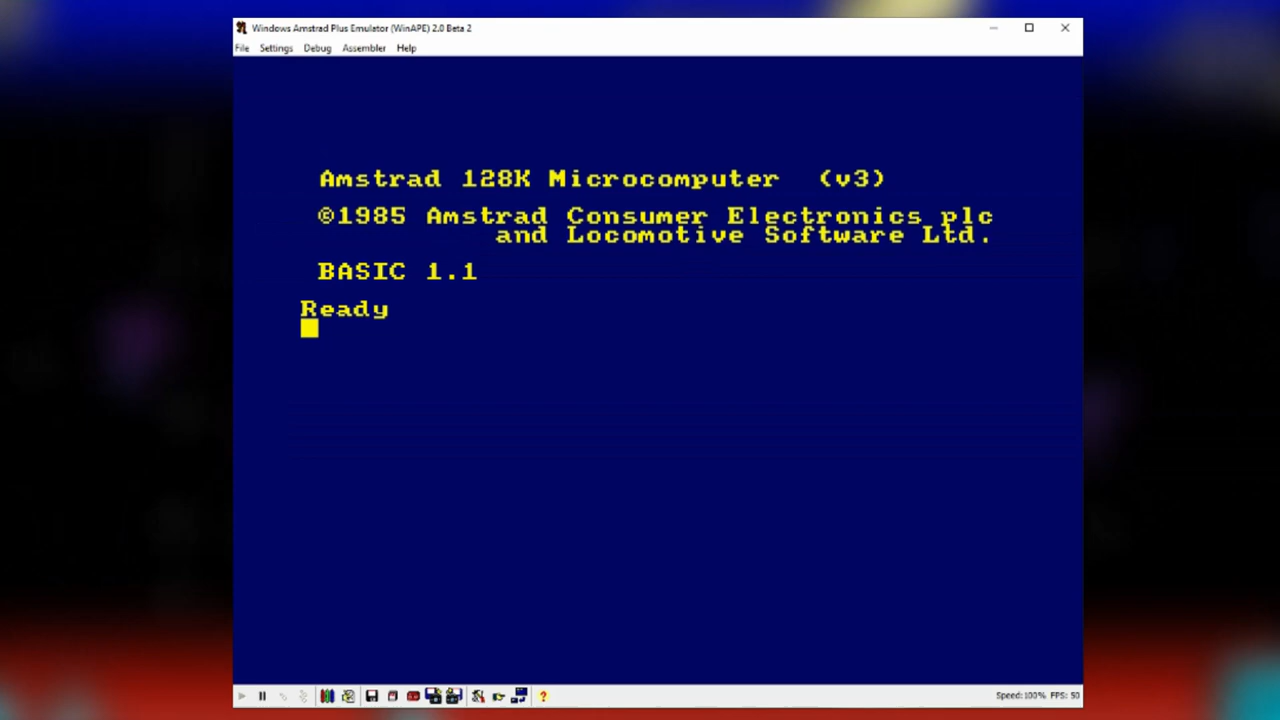 Windows Amstrad Plus Emulator (WinAPE) 2.0 Beta 2
File Settings Debug Assembler Help
Amstrad 128K Microcomputer (v3)
©1985 Amstrad Consumer Electronics plc
and Locomotive Software Ltd.
BASIC 1.1
Ready
Speed:100% FPS: 50